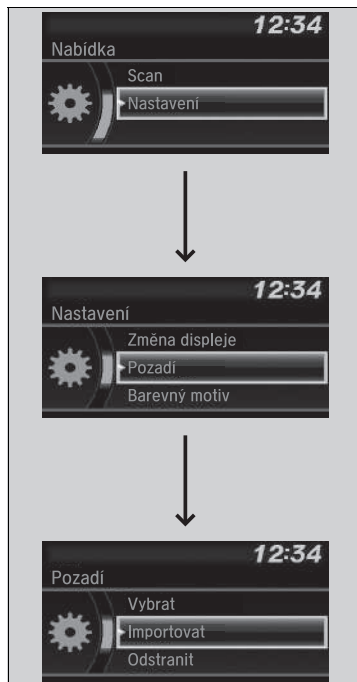 12:34
Nabídka
Scan
Nastavení
12:34
Nastavení
Změna displeje
Pozadí
Barevný motiv
12:34
Pozadí
Vybrat
Importovat
Odstranit